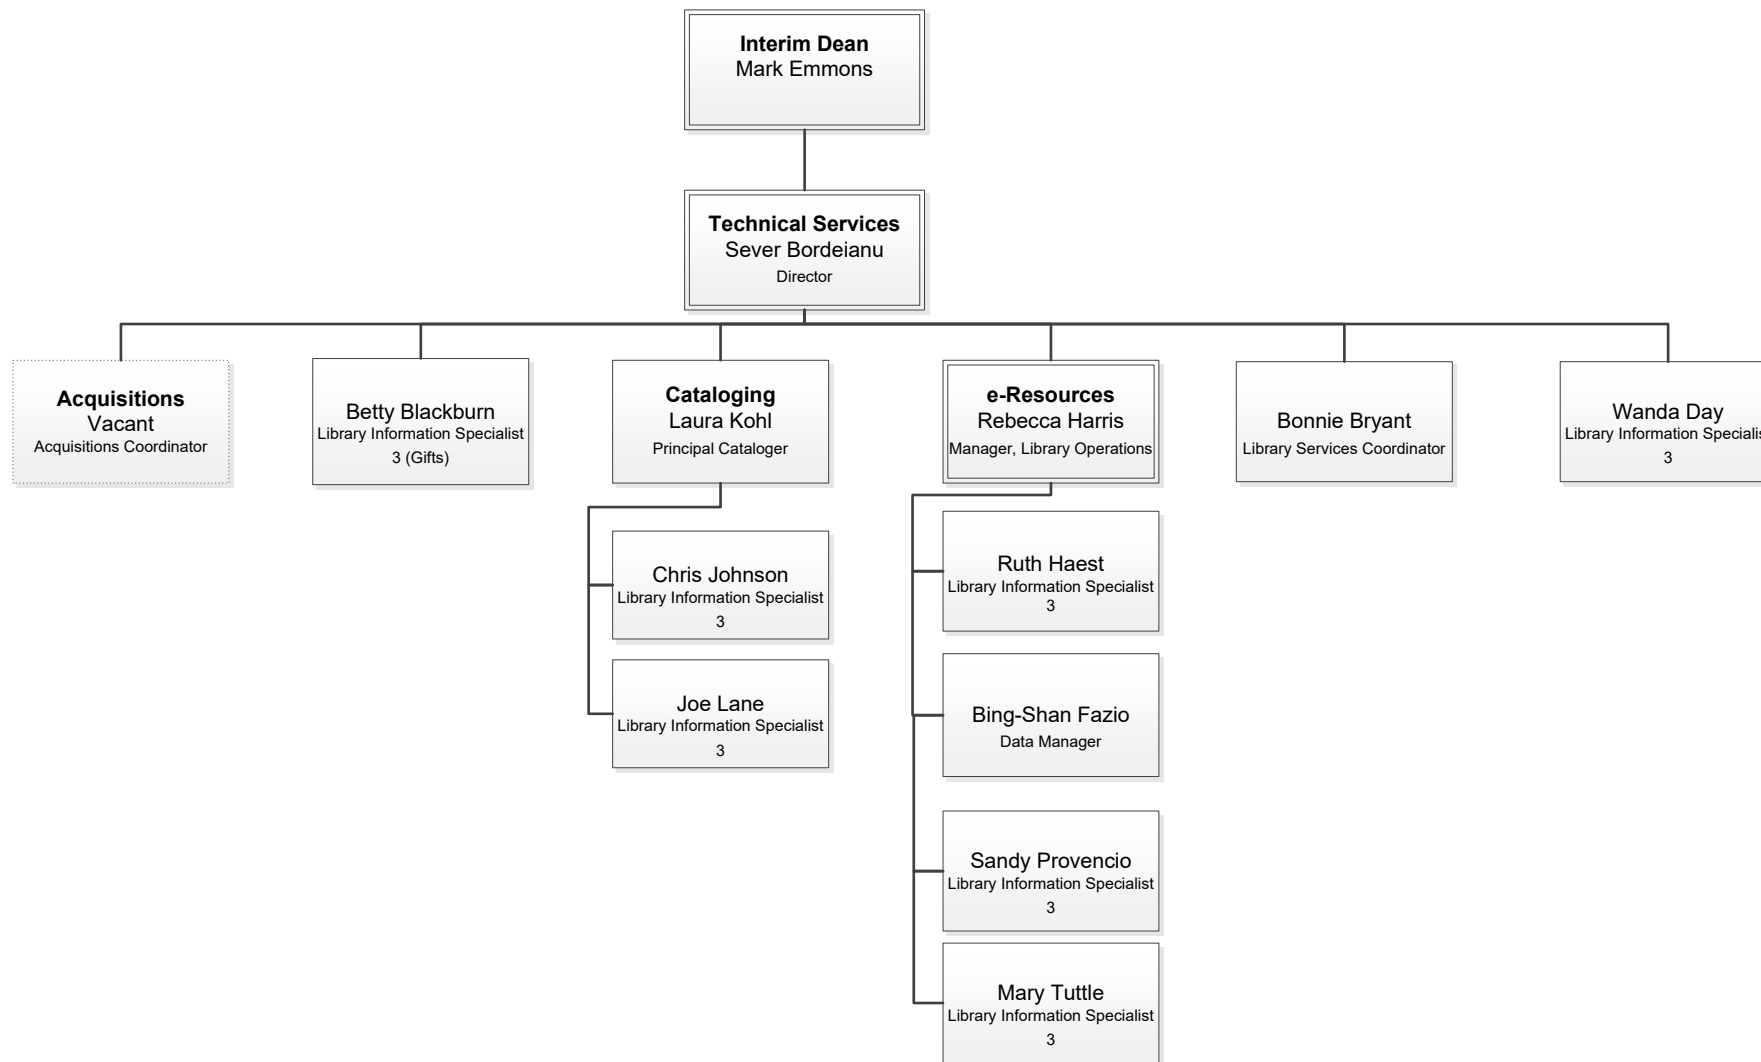 Interim Dean
Mark Emmons
Technical Services
Sever Bordeianu
Director
Acquisitions
Vacant
Acquisitions Coordinator
Betty Blackburn
Library Information Specialist
3 (Gifts)
Cataloging
Laura Kohl
Principal Cataloger
e-Resources
Rebecca Harris
Manager, Library Operations
Bonnie Bryant
Library Services Coordinator
Wanda Day
Library Information Specialis
3
Chris Johnson
Library Information Specialist
3
Joe Lane
Library Information Specialist
3
Ruth Haest
Library Information Specialist
3
Bing-Shan Fazio
Data Manager
Sandy Provencio
Library Information Specialist
3
Mary Tuttle
Library Information Specialist
3